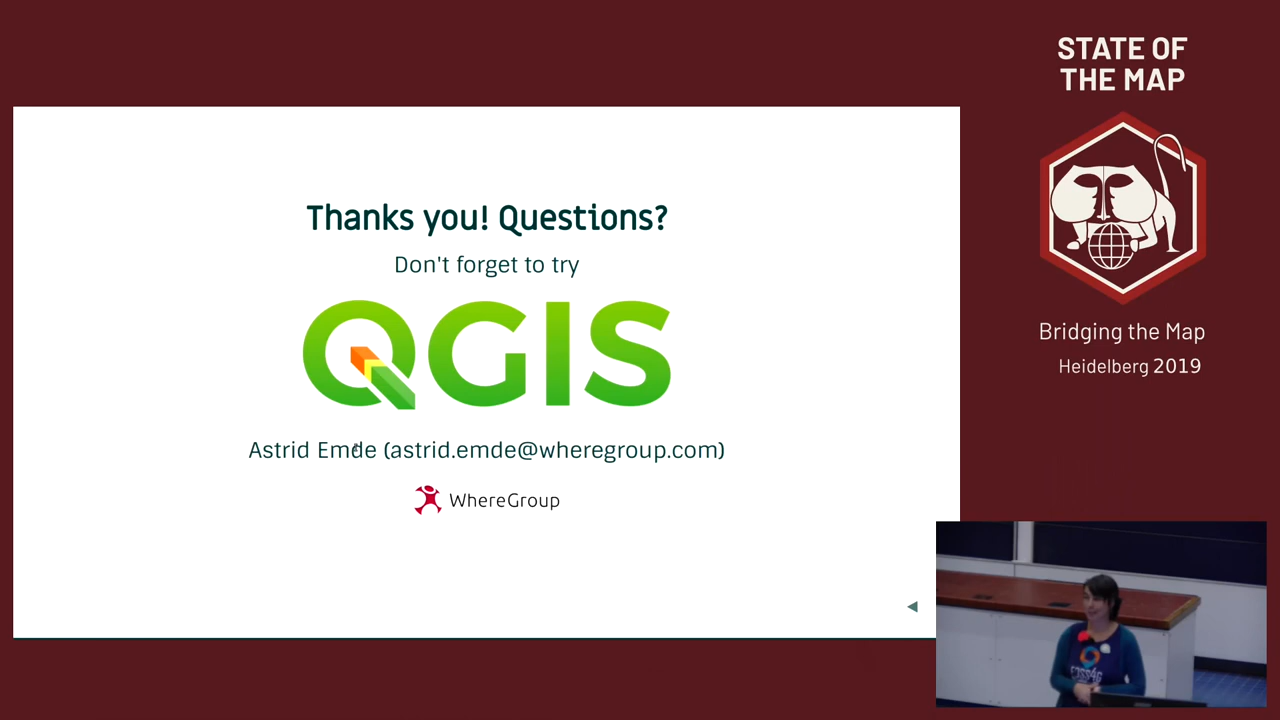 STATE OF
THE MAP
Thanks you! Questions?
Don't forget to try
QGIS
Astrid Emde (astrid.emde@wheregroup.com)
WhereGroup
Bridging the Map
Heidelberg 2019
FOSS4G